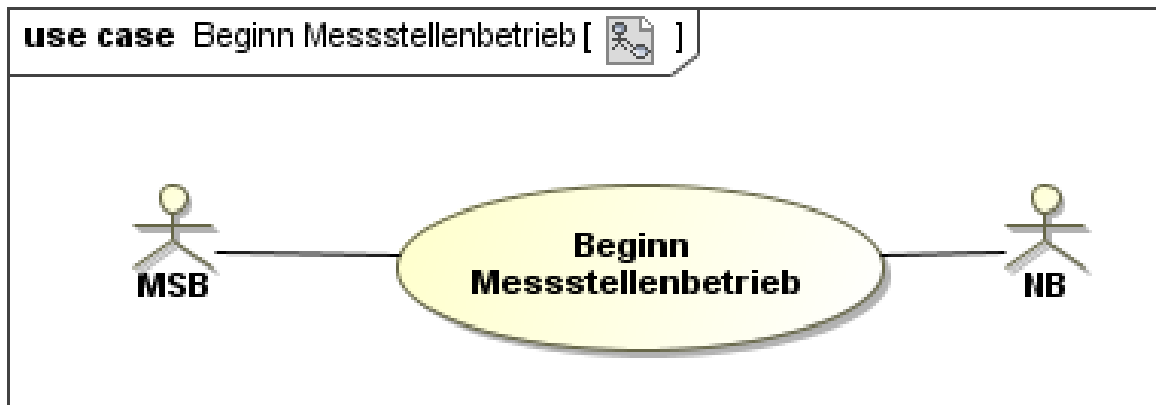 use case Beginn Messstellenbetrieb [ ]
Beginn
Messstellenbetrieb
MSB
NB